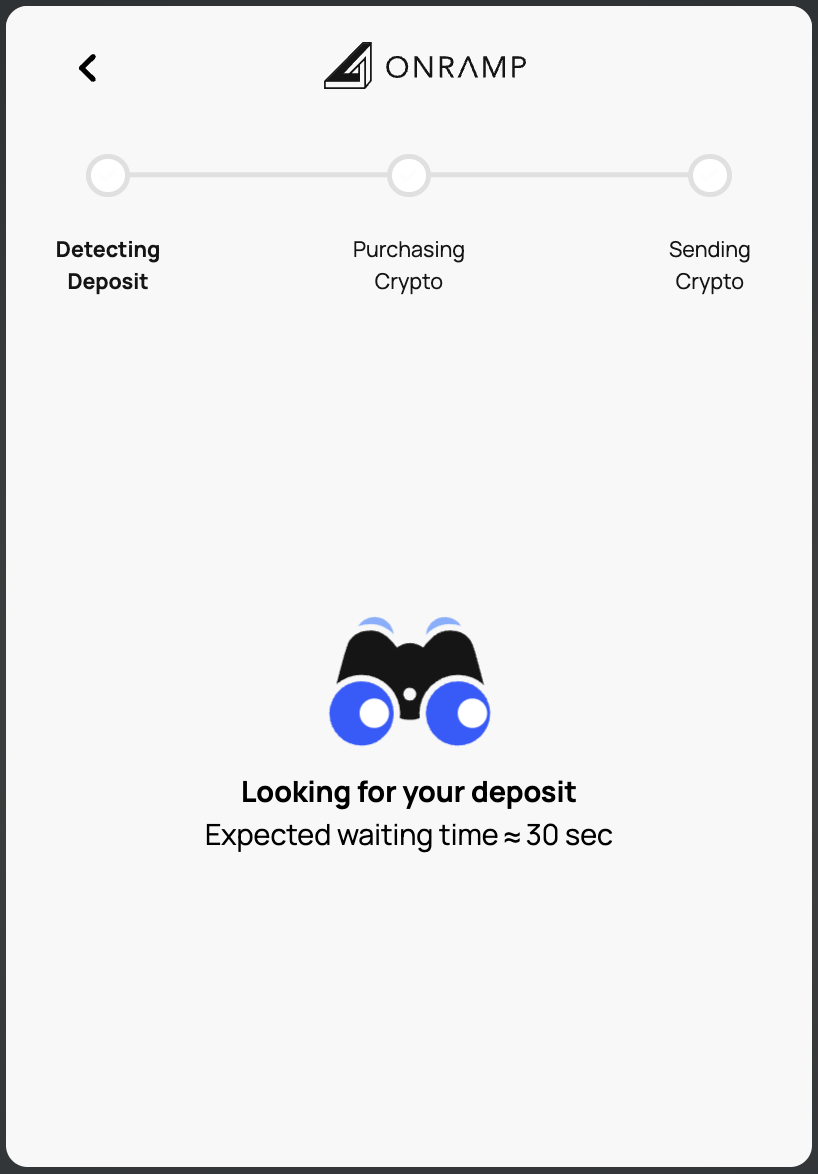 ONRAMP
Detecting
Deposit
Purchasing
Crypto
Sending
Crypto
Looking for your deposit
Expected waiting time ≈ 30 sec